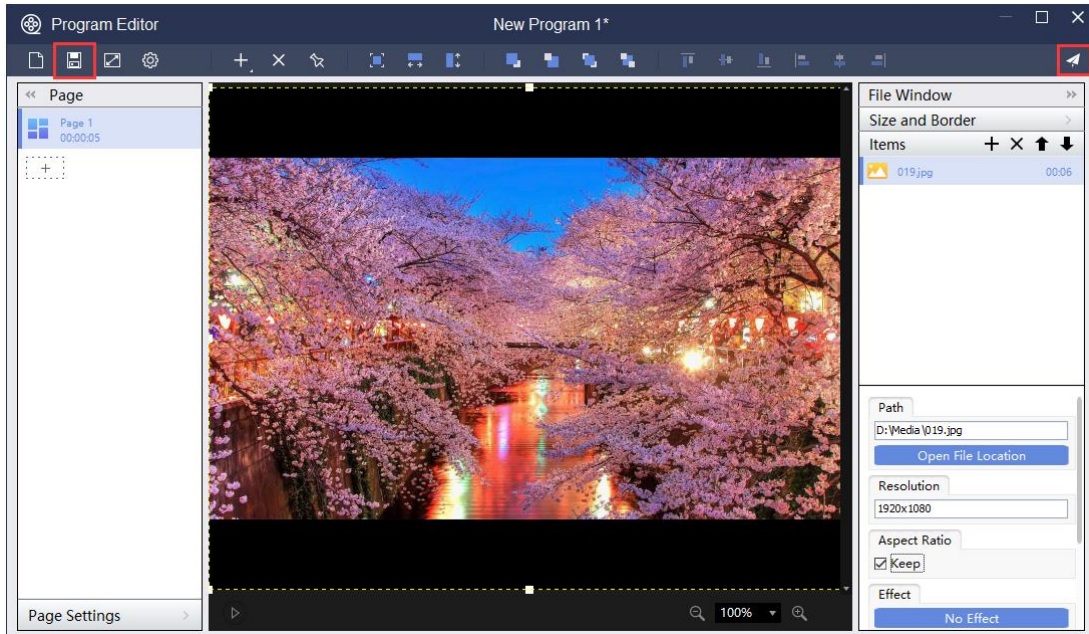 Program Editor
New Program 1*
Page
Page 1
00:00:05
Page Settings
100%
File Window
Size and Border
Items
019.jpg 00:06
Path
D:\Media\019.jpg
Open File Location
Resolution
1920x1080
Aspect Ratio
Keep
Effect
No Effect